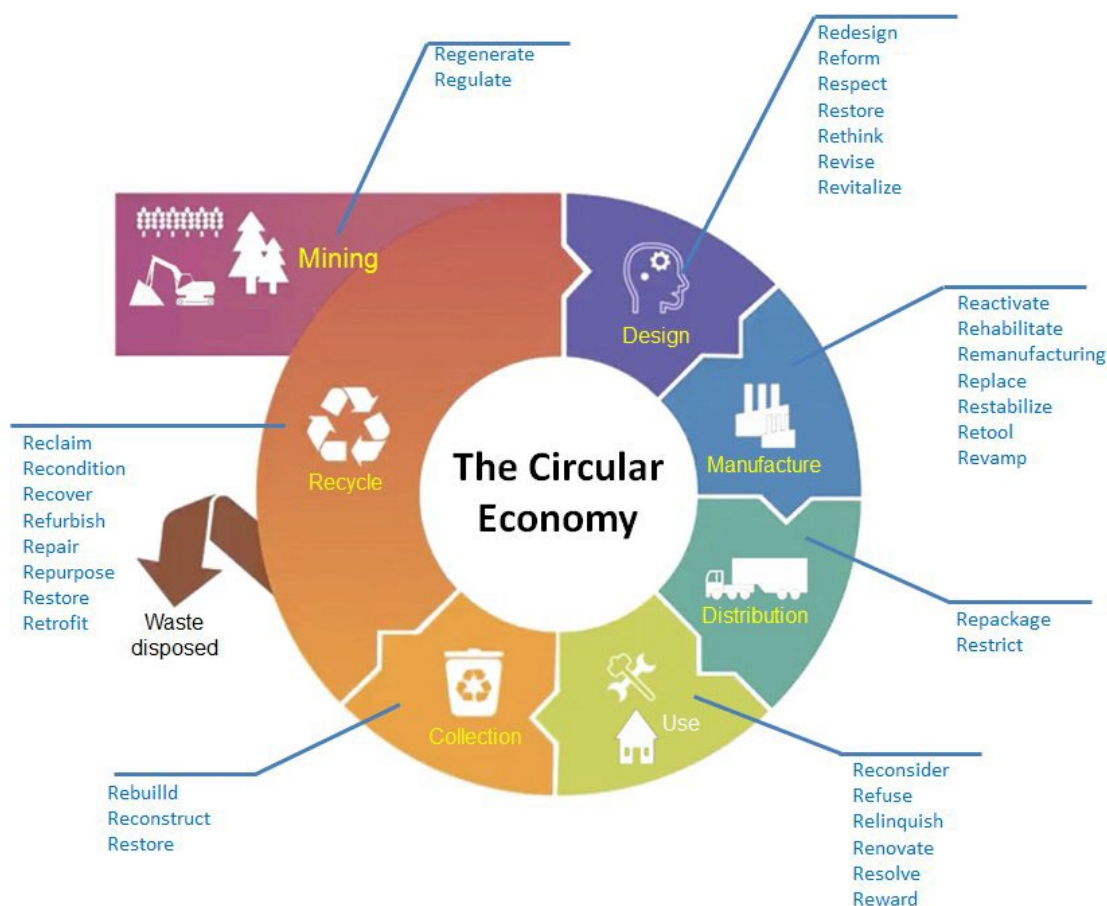 Regenerate
Regulate
Redesign
Reform
Respect
Restore
Rethink
Revise
Revitalize
Mining
Design
Reactivate
Rehabilitate
Remanufacturing
Replace
Restabilize
Retool
Revamp
Manufacture
The Circular
Economy
Recycle
Reclaim
Recondition
Recover
Refurbish
Repair
Repurpose
Restore
Retrofit
Waste
disposed
Distribution
Repackage
Restrict
Use
Collection
Reconsider
Refuse
Relinquish
Renovate
Resolve
Reward
Rebuilld
Reconstruct
Restore